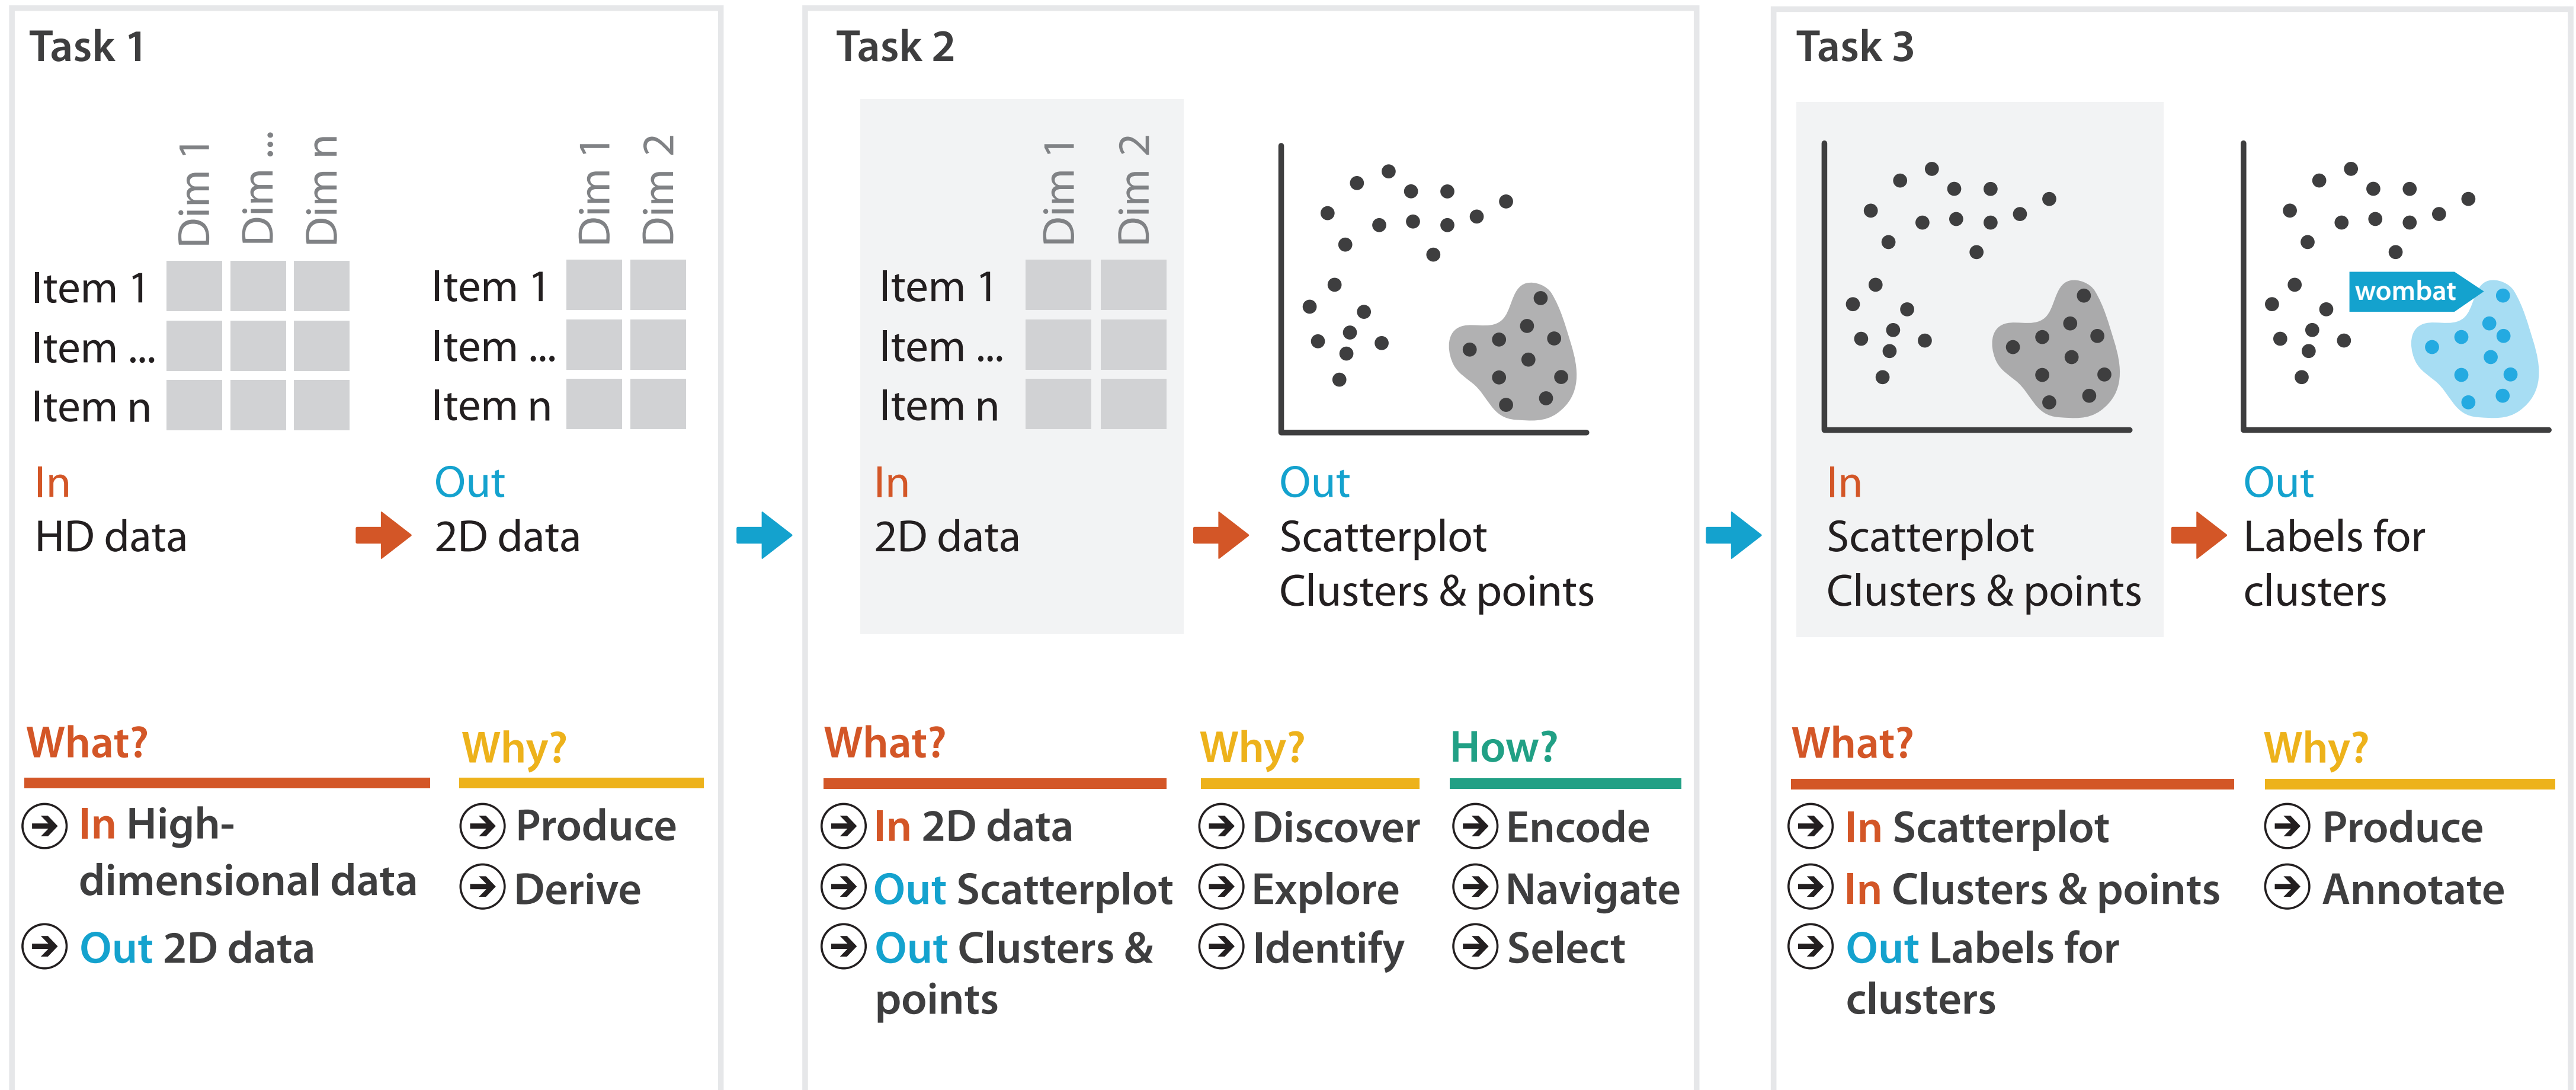 Task 1
Dim 1
Dim ...
Dim n
Item 1
Item ...
Item n
In
HD data
Dim 1
Dim 2
Item 1
Item ...
Item n
Out
2D data
What?
In High-
dimensional data
Out 2D data
Why?
Produce
Derive
Task 2
Dim 1
Dim 2
Item 1
Item ...
Item n
In
2D data
Out
Scatterplot
Clusters & points
What?
In 2D data
Out Scatterplot
Out Clusters &
points
Why?
Discover
Explore
Identify
How?
Encode
Navigate
Select
Task 3
In
Scatterplot
Clusters & points
wombat
Out
Labels for
clusters
What?
In Scatterplot
In Clusters & points
Out Labels for
clusters
Why?
Produce
Annotate